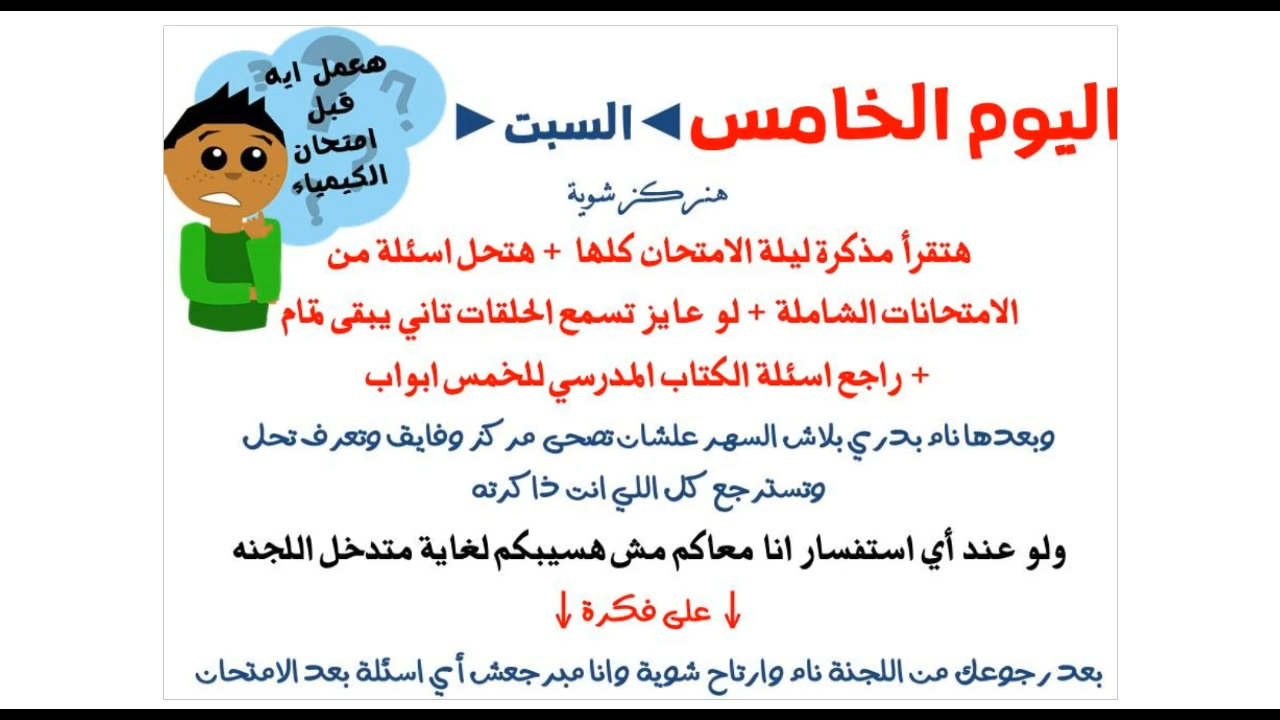 هعمل ايه
قبل
امتحان
الكيمياء
اليوم الخامس ◄ السبت ►
هنركز شوية
هتقرأ مذكرة ليلة الامتحان كلها + هتحل اسئلة من
الامتحانات الشاملة + لو عايز تسمع الحلقات تاني يبقى تمام
+ راجع اسئلة الكتاب المدرسي للخمس ابواب
وبعدها نام بدري بلاش السهر علشان تصحى مركز وفايق وتعرف تحل
وتسترجع كل اللي انت ذاكرته
ولو عند أي استفسار انا معاكم مش هسيبكم لغاية متدخل اللجنه
↓ على فكرة ↓
بعد رجوعك من اللجنة نام وارتاح شوية وانا مبرجعش أي اسئلة بعد الامتحان